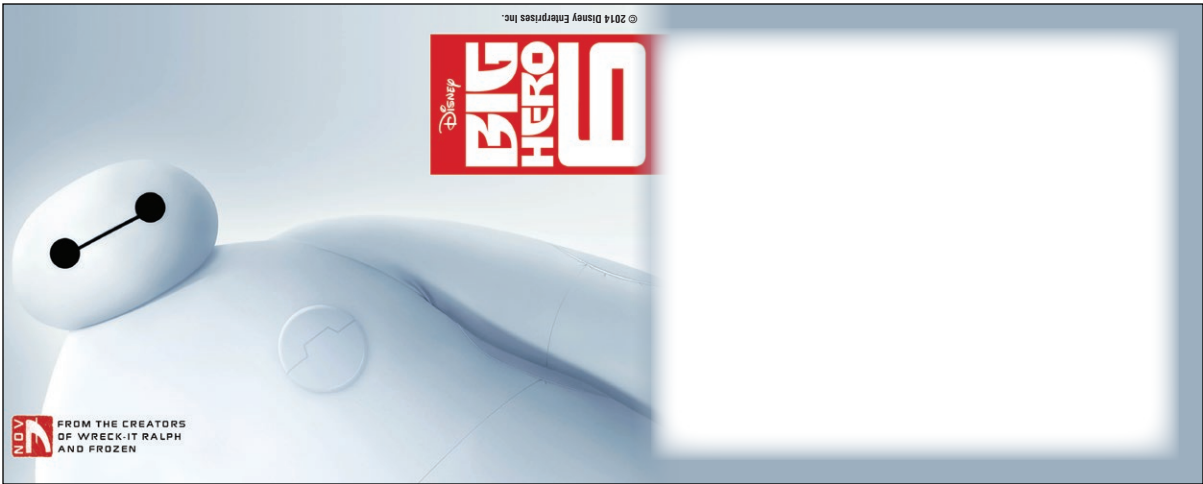 © 2014 Disney Enterprises Inc.
Disney
BIG
HERO
6
NOV
7
FROM THE CREATORS
OF WRECK-IT RALPH
AND FROZEN